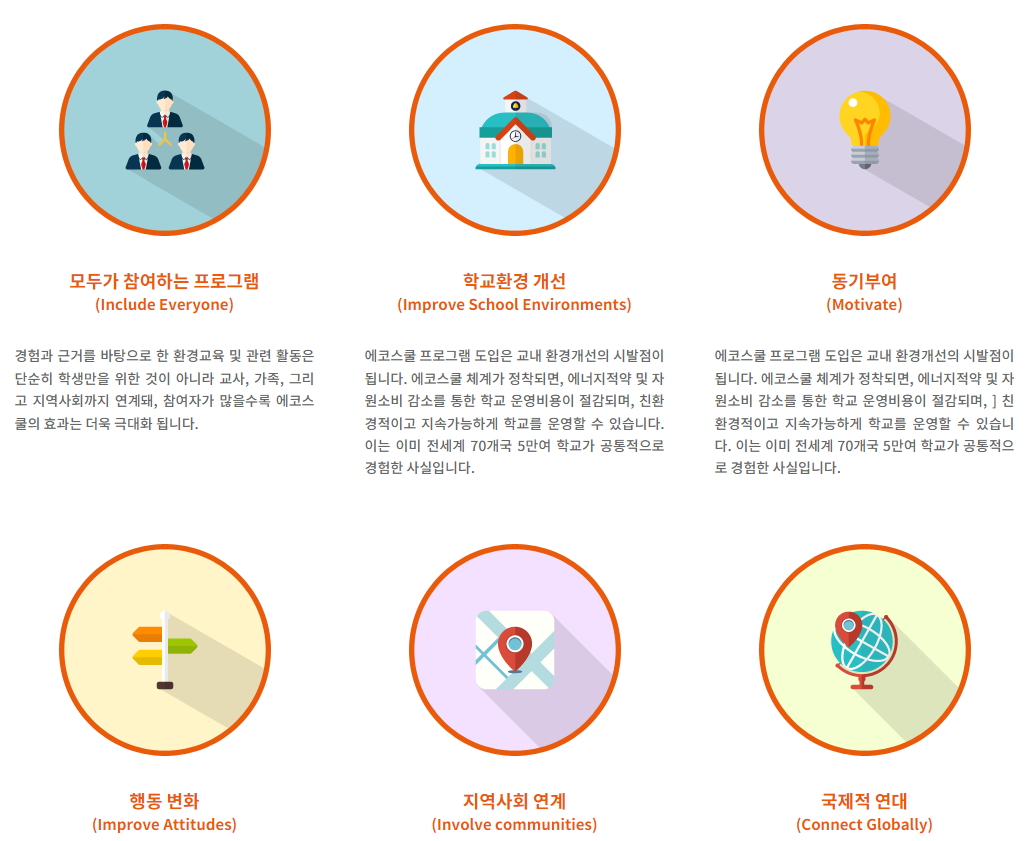 모두가 참여하는 프로그램
(Include Everyone)
경험과 근거를 바탕으로 한 환경교육 및 관련 활동은
단순히 학생만을 위한 것이 아니라 교사, 가족, 그리
고 지역사회까지 연계돼, 참여자가 많을수록 에코스
쿨의 효과는 더욱 극대화 됩니다.
학교환경 개선
(Improve School Environments)
에코스쿨 프로그램 도입은 교내 환경개선의 시발점이
됩니다. 에코스쿨 체계가 정착되면, 에너지적약 및 자
원소비 감소를 통한 학교 운영비용이 절감되며, 친환
경적이고 지속가능하게 학교를 운영할 수 있습니다.
이는 이미 전세계 70개국 5만여 학교가 공통적으로
경험한 사실입니다.
동기부여
(Motivate)
에코스쿨 프로그램 도입은 교내 환경개선의 시발점이
됩니다. 에코스쿨 체계가 정착되면, 에너지적약 및 자
원소비 감소를 통한 학교 운영비용이 절감되며, ] 친
환경적이고 지속가능하게 학교를 운영할 수 있습니
다. 이는 이미 전세계 70개국 5만여 학교가 공통적으
로 경험한 사실입니다.
행동 변화
(Improve Attitudes)
지역사회 연계
(Involve communities)
국제적 연대
(Connect Globally)